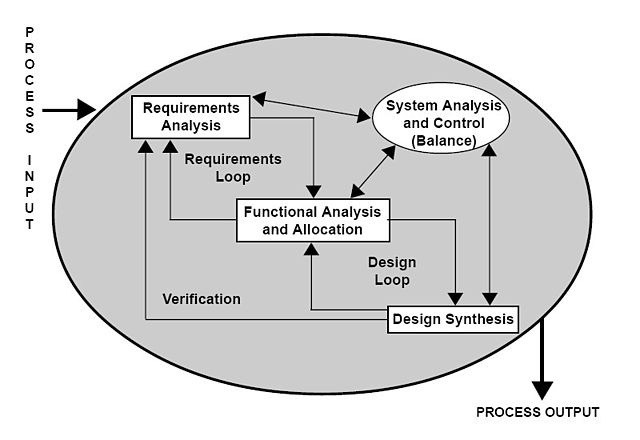 PROCESS INPUT
Requirements
Analysis
System Analysis
and Control
(Balance)
Requirements
Loop
Functional Analysis
and Allocation
Design
Loop
Verification
Design Synthesis
PROCESS OUTPUT